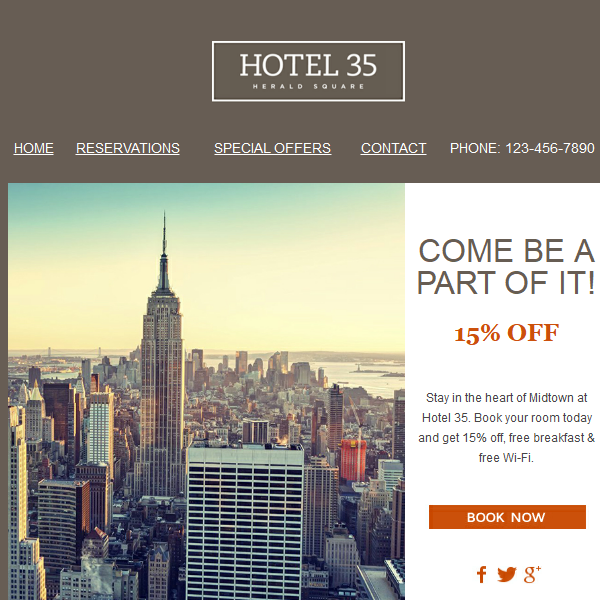 HOTEL 35
HERALD SQUARE
HOME RESERVATIONS SPECIAL OFFERS CONTACT PHONE: 123-456-7890
COME BE A
PART OF IT!
15% OFF
Stay in the heart of Midtown at
Hotel 35. Book your room today
and get 15% off, free breakfast &
free Wi-Fi.
BOOK NOW